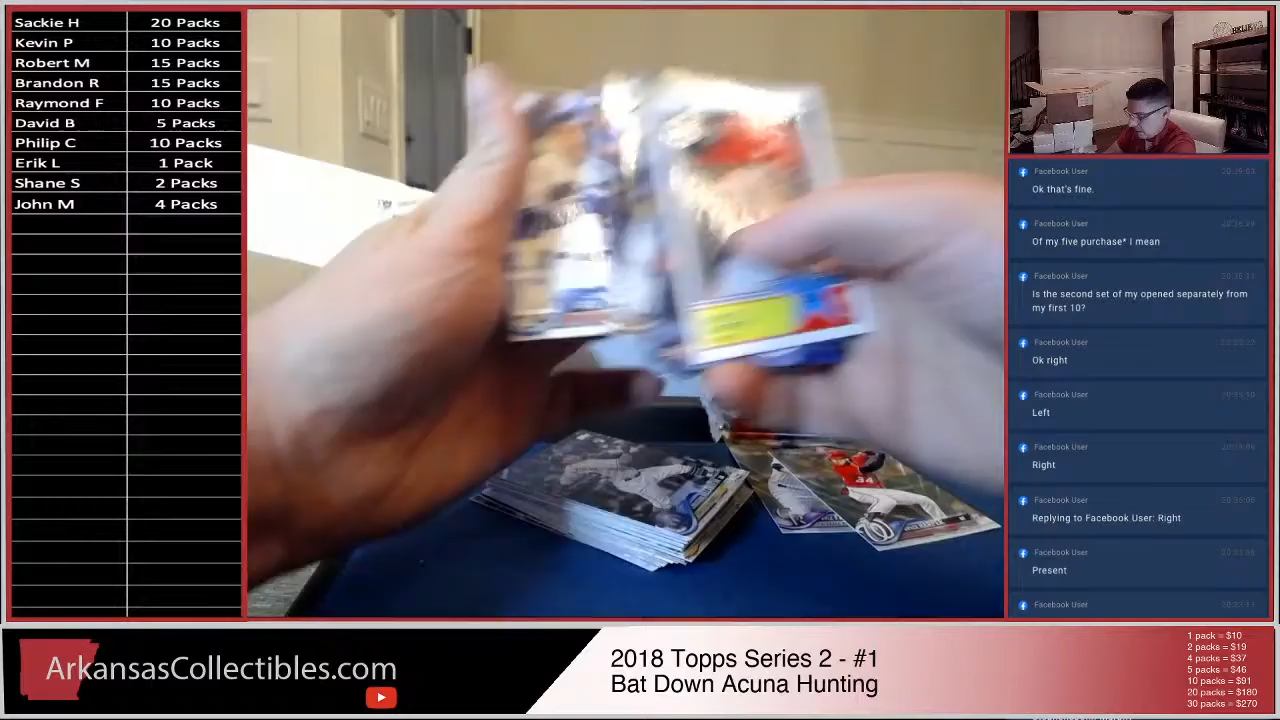 Sackie H 20 Packs
Kevin P 10 Packs
Robert M 15 Packs
Brandon R 15 Packs
Raymond F 10 Packs
David B 5 Packs
Philip C 10 Packs
Erik L 1 Pack
Shane S 2 Packs
John M 4 Packs
34
Facebook User
Ok that's fine.
Facebook User
Of my five purchase* I mean
Facebook User
Is the second set of my opened separately from
my first 10?
Facebook User
Ok right
Facebook User
Left
Facebook User
Right
Facebook User
Replying to Facebook User: Right
Facebook User
Present
Facebook User
ArkansasCollectibles.com
2018 Topps Series 2 - #1
Bat Down Acuna Hunting
1 pack = $10
2 packs = $19
4 packs = $37
5 packs = $46
10 packs = $91
20 packs = $180
30 packs = $270